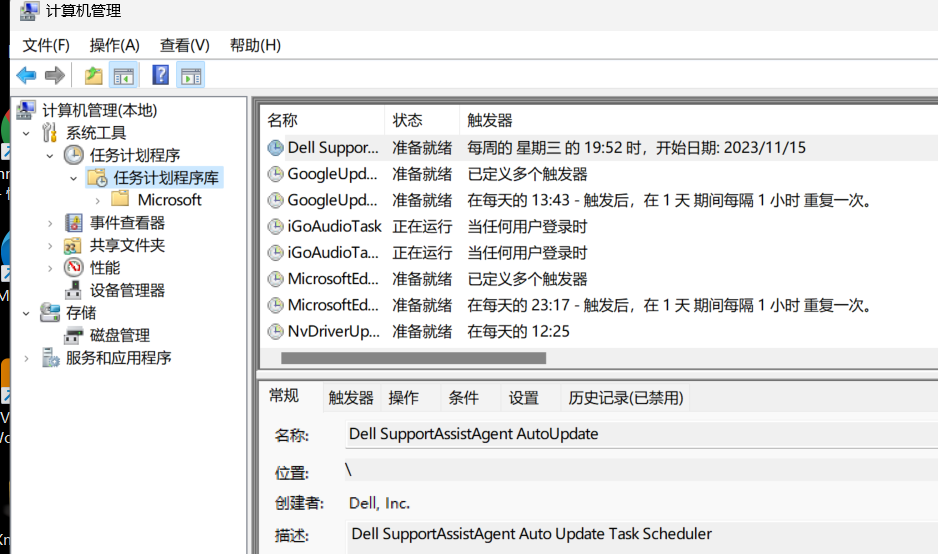 计算机管理
文件(F) 操作(A) 查看(V) 帮助(H)
计算机管理(本地)
系统工具
任务计划程序
任务计划程序库
Microsoft
事件查看器
共享文件夹
性能
设备管理器
存储
磁盘管理
服务和应用程序
名称 状态 触发器
Dell Suppor... 准备就绪 每周的 星期三 的 19:52 时，开始日期: 2023/11/15
GoogleUpd... 准备就绪 已定义多个触发器
GoogleUpd... 准备就绪 在每天的 13:43 - 触发后，在 1 天 期间每隔 1 小时 重复一次。
iGoAudioTask 正在运行 当任何用户登录时
iGoAudioTa... 正在运行 当任何用户登录时
MicrosoftEd... 准备就绪 已定义多个触发器
MicrosoftEd... 准备就绪 在每天的 23:17 - 触发后，在 1 天 期间每隔 1 小时 重复一次。
NvDriverUp... 准备就绪 在每天的 12:25
常规 触发器 操作 条件 设置 历史记录(已禁用)
名称: Dell SupportAssistAgent AutoUpdate
位置: \
创建者: Dell, Inc.
描述: Dell SupportAssistAgent Auto Update Task Scheduler